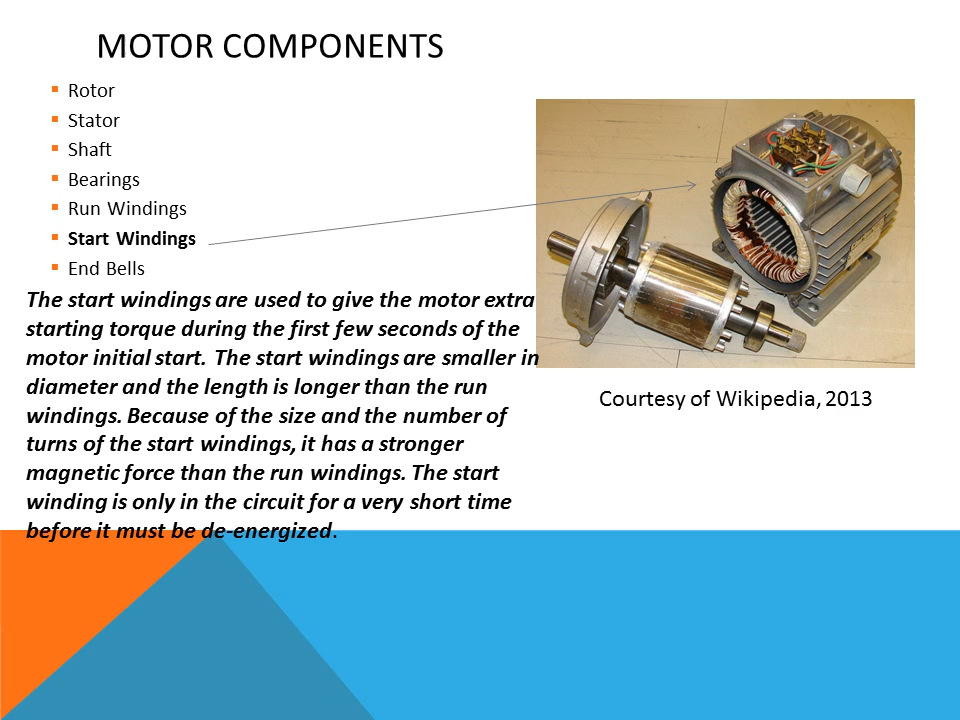 MOTOR COMPONENTS
Rotor
Stator
Shaft
Bearings
Run Windings
Start Windings
End Bells
The start windings are used to give the motor extra
starting torque during the first few seconds of the
motor initial start. The start windings are smaller in
diameter and the length is longer than the run
windings. Because of the size and the number of
turns of the start windings, it has a stronger
magnetic force than the run windings. The start
winding is only in the circuit for a very short time
before it must be de-energized.
Courtesy of Wikipedia, 2013